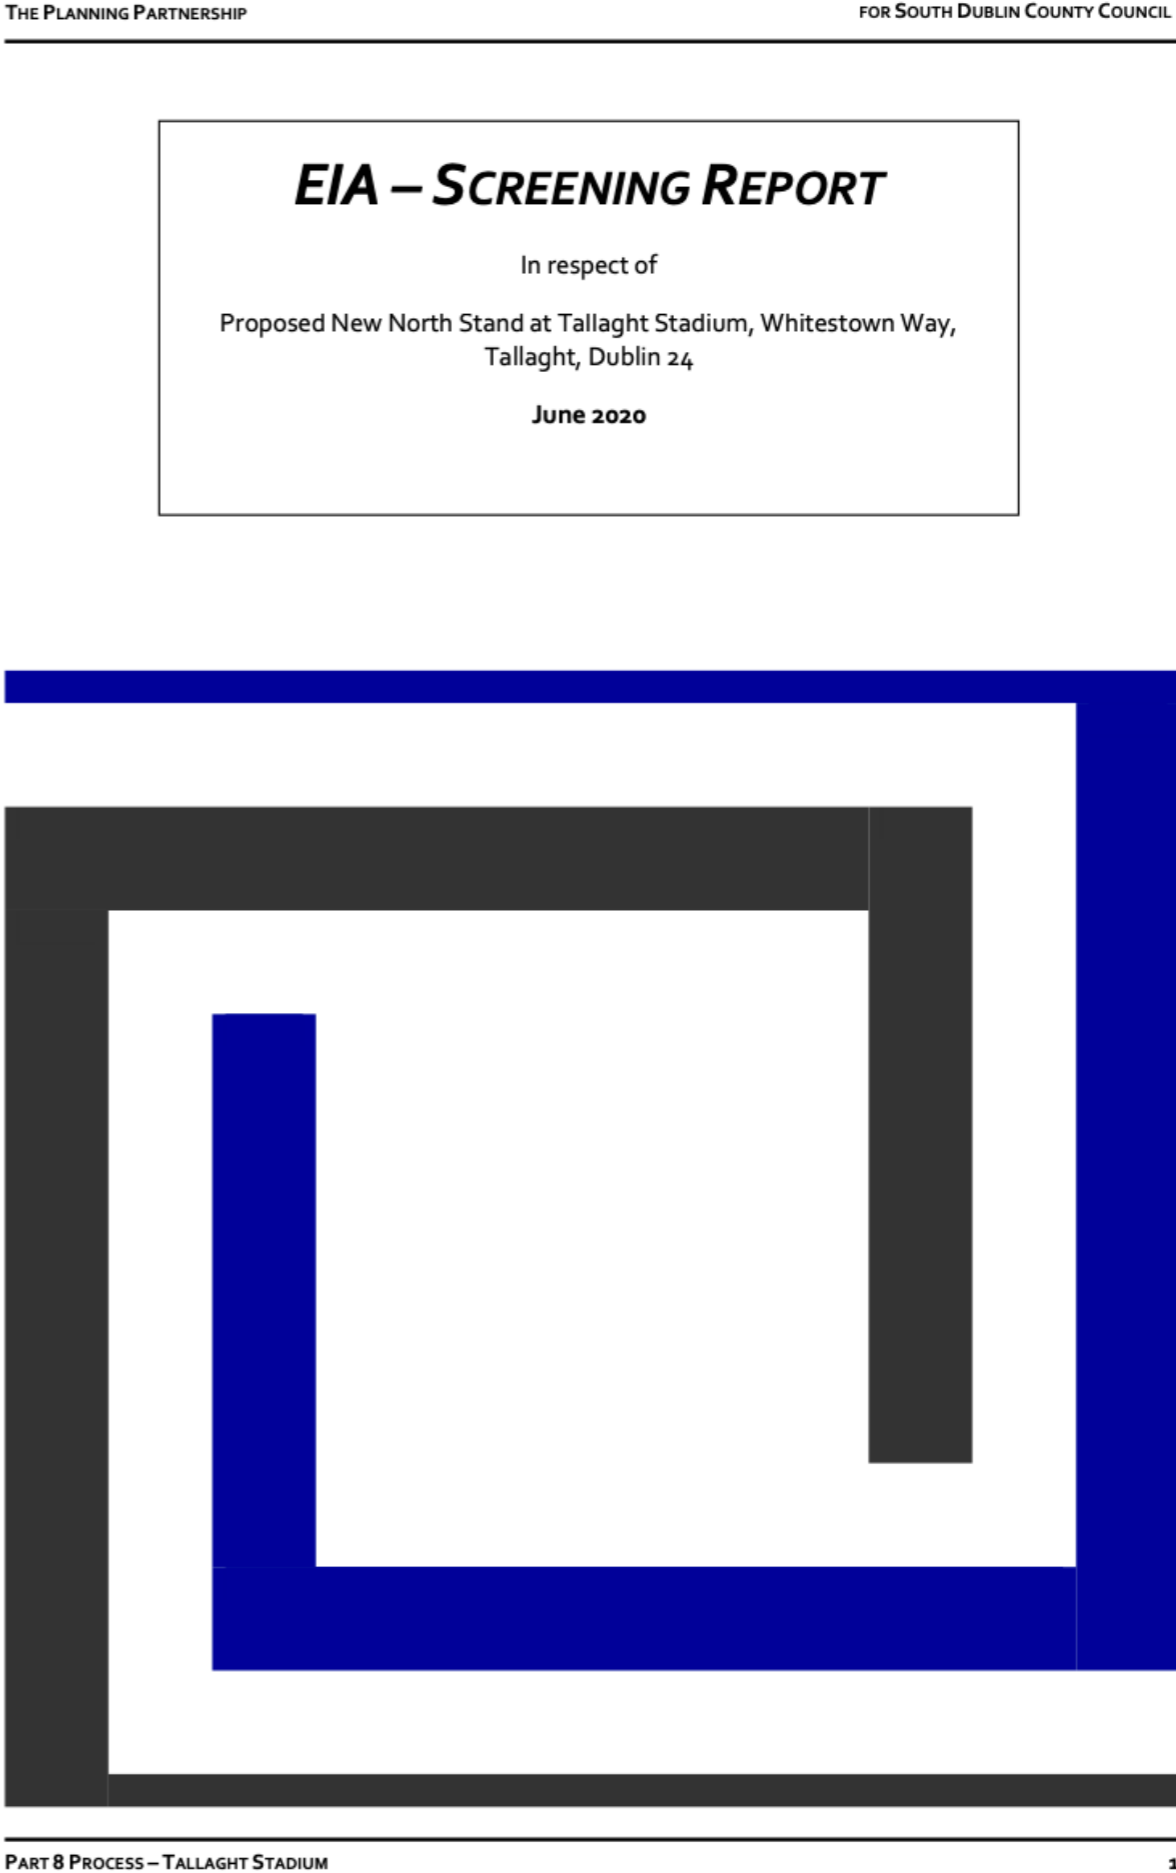 THE PLANNING PARTNERSHIP
FOR SOUTH DUBLIN COUNTY COUNCIL
EIA – SCREENING REPORT
In respect of
Proposed New North Stand at Tallaght Stadium, Whitestown Way,
Tallaght, Dublin 24
June 2020
PART 8 PROCESS – TALLAGHT STADIUM
1